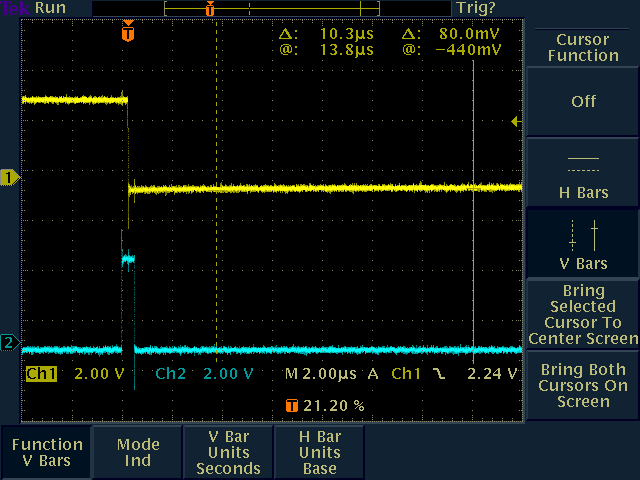 Tek Run Trig?
T
T
Δ: 10.3µs Δ: 80.0mV
@: 13.8µs @: −440mV
Cursor
Function
Off
1
H Bars
V Bars
Bring
Selected
Cursor To
Center Screen
2
Ch1 2.00 V Ch2 2.00 V M 2.00µs A Ch1 2.24 V
T 21.20 %
Bring Both
Cursors On
Screen
Function
V Bars
Mode
Ind
V Bar
Units
Seconds
H Bar
Units
Base